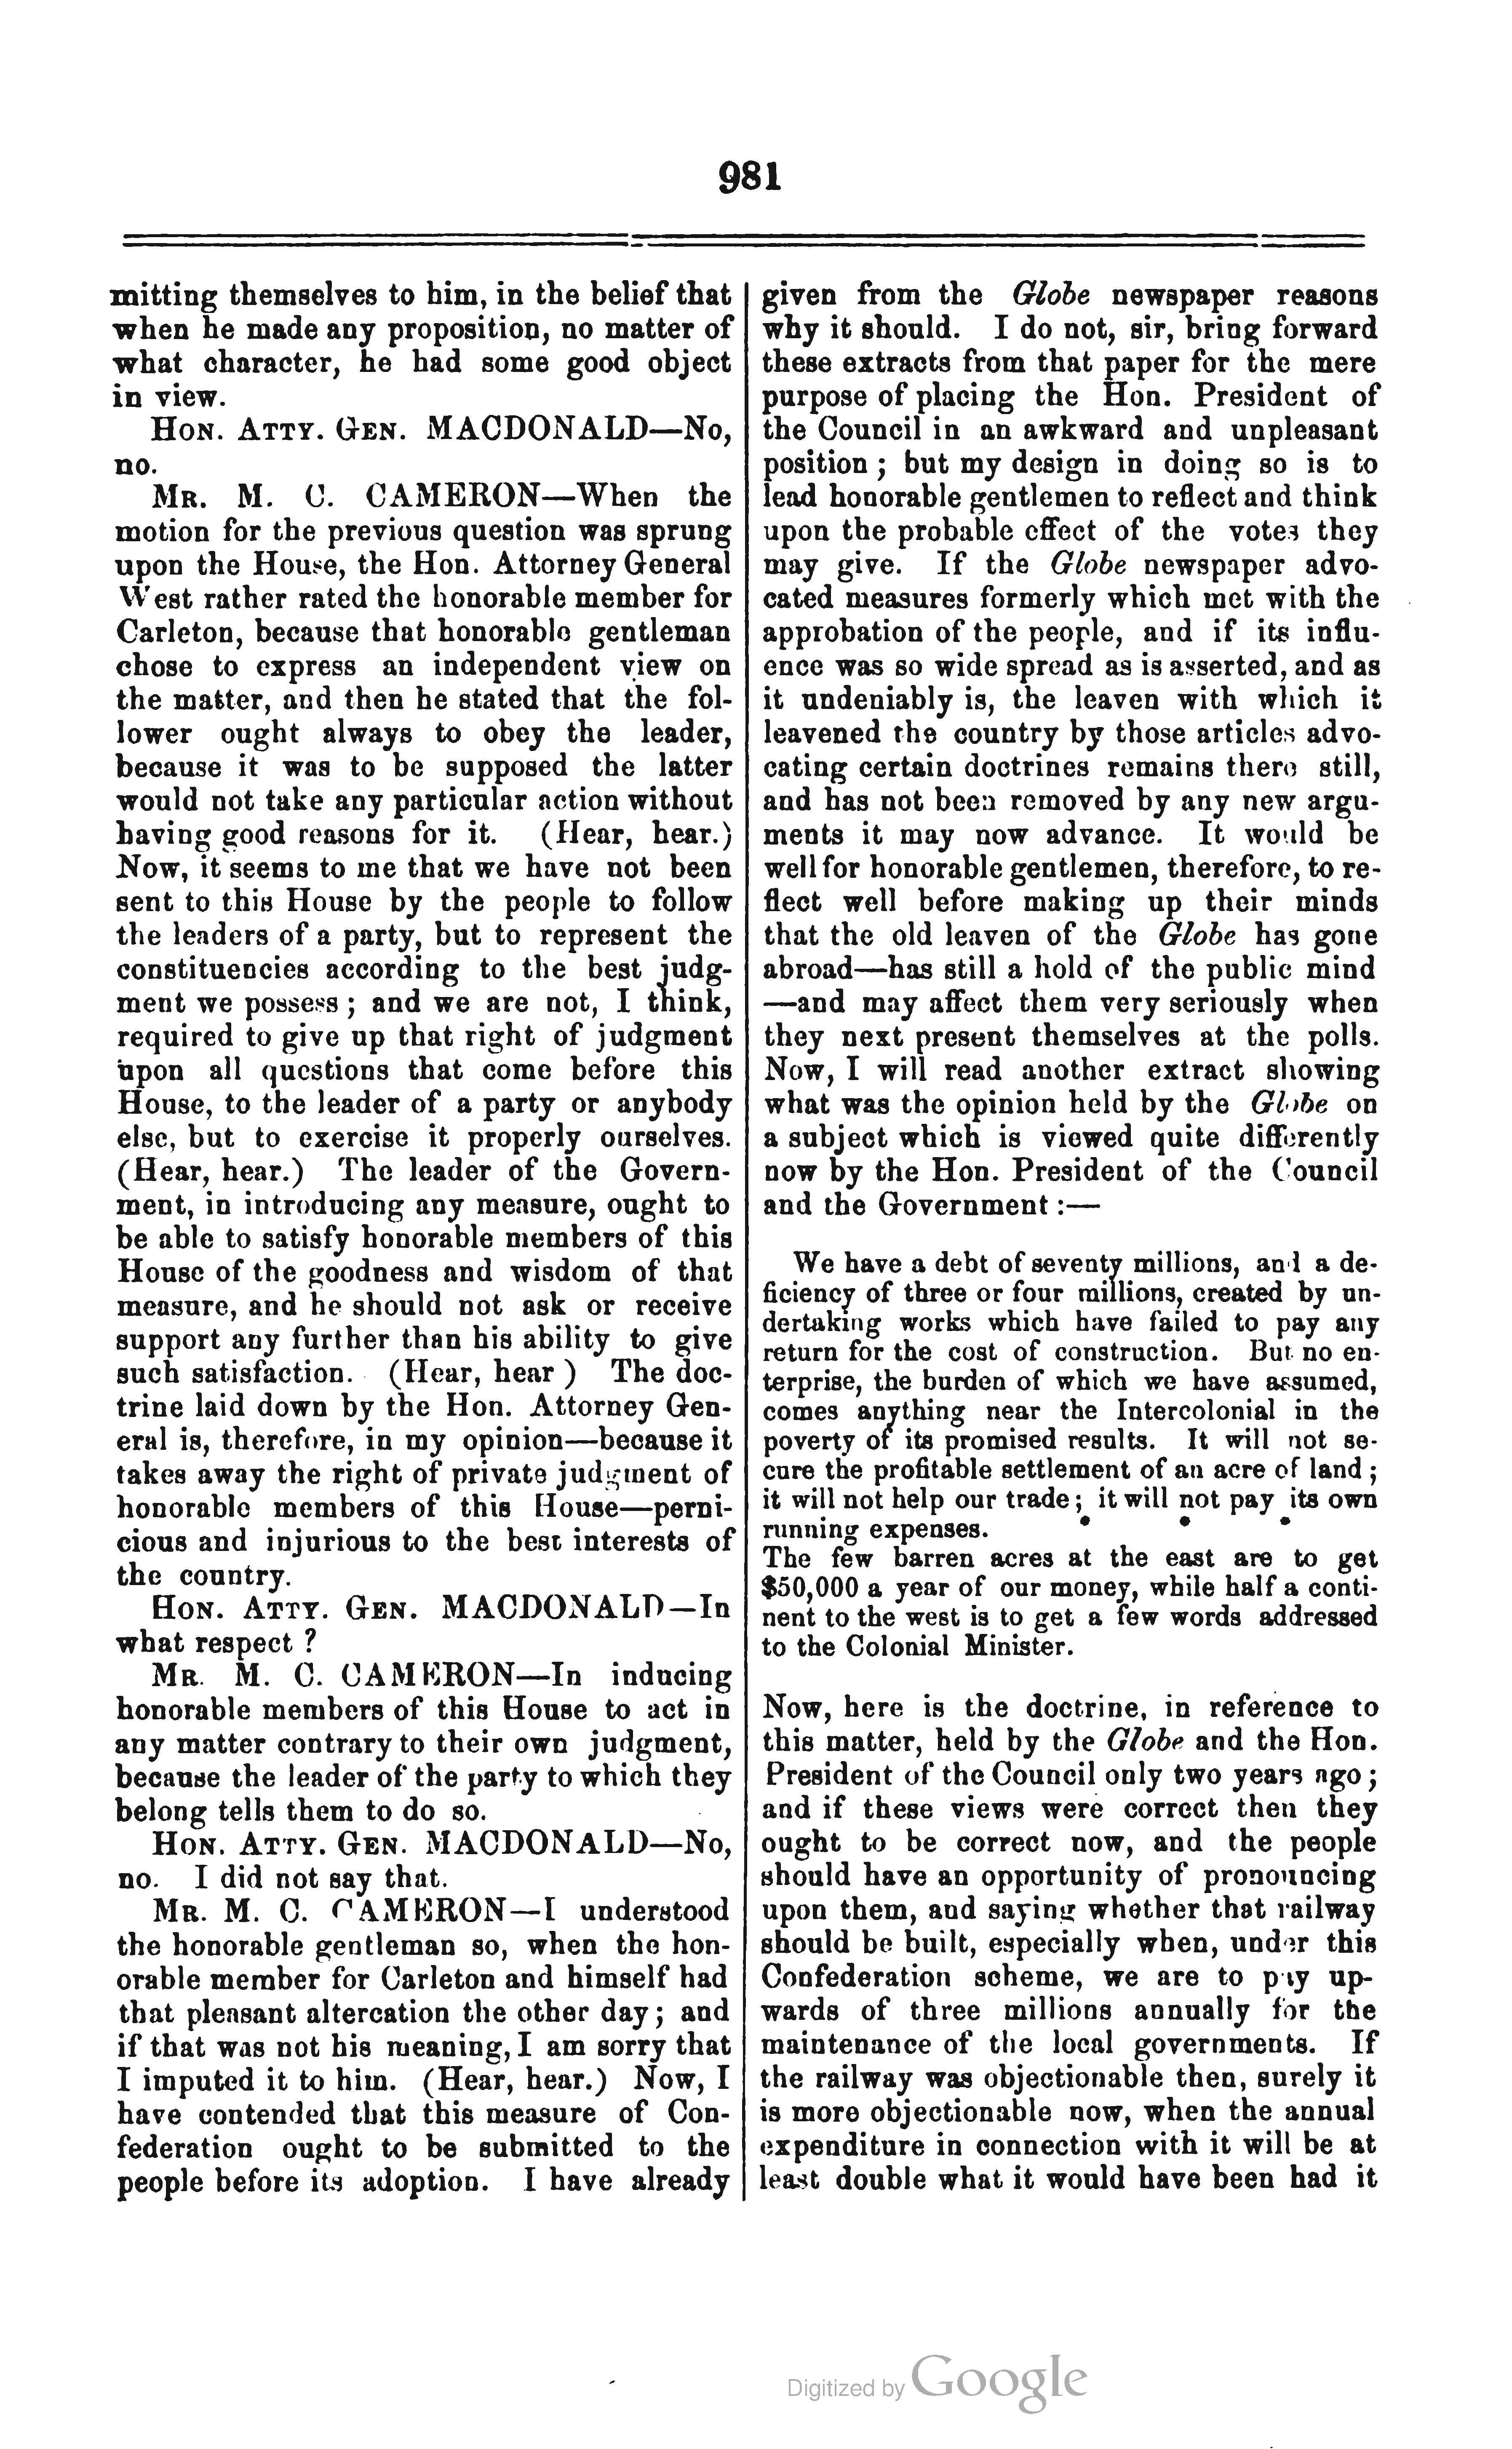 981
mitting themselves to him, in the belief that
when he made any proposition, no matter of
what character, he had some good object
in view.
HON. ATTY. GEN. MACDONALD—No,
no.
MR. M. C. CAMERON—When the
motion for the previous question was sprung
upon the House, the Hon. Attorney General
West rather rated the honorable member for
Carleton, because that honorable gentleman
chose to express an independent view on
the matter, and then he stated that the fol-
lower ought always to obey the leader,
because it was to be supposed the latter
would not take any particular action without
having good reasons for it. (Hear, hear.)
Now, it seems to me that we have not been
sent to this House by the people to follow
the leaders of a party, but to represent the
constituencies according to the best judg-
ment we possess; and we are not, I think,
required to give up that right of judgment
upon all questions that come before this
House, to the leader of a party or anybody
else, but to exercise it properly ourselves.
(Hear, hear.) The leader of the Govern-
ment, in introducing any measure, ought to
be able to satisfy honorable members of this
House of the goodness and wisdom of that
measure, and he should not ask or receive
support any further than his ability to give
such satisfaction. (Hear, hear ) The doc-
trine laid down by the Hon. Attorney Gen-
eral is, therefore, in my opinion—because it
takes away the right of private judgment of
honorable members of this House—perni-
cious and injurious to the best interests of
the country.
HON. ATTY. GEN. MACDONALD—In
what respect ?
MR. M. C. CAMERON—In inducing
honorable members of this House to act in
any matter contrary to their own judgment,
because the leader of the party to which they
belong tells them to do so.
HON. ATTY. GEN. MACDONALD—No,
no. I did not say that.
MR. M. C. CAMERON—I understood
the honorable gentleman so, when the hon-
orable member for Carleton and himself had
that pleasant altercation the other day; and
if that was not his meaning, I am sorry that
I imputed it to him. (Hear, hear.) Now, I
have contended that this measure of Con-
federation ought to be submitted to the
people before its adoption. I have already
given from the Globe newspaper reasons
why it should. I do not, sir, bring forward
these extracts from that paper for the mere
purpose of placing the Hon. President of
the Council in an awkward and unpleasant
position; but my design in doing so is to
lead honorable gentlemen to reflect and think
upon the probable effect of the votes they
may give. If the Globe newspaper advo-
cated measures formerly which met with the
approbation of the people, and if its influ-
ence was so wide spread as is asserted, and as
it undeniably is, the leaven with which it
leavened the country by those articles advo-
cating certain doctrines remains there still,
and has not been removed by any new argu-
ments it may now advance. It would be
well for honorable gentlemen, therefore, to re-
flect well before making up their minds
that the old leaven of the Globe has gone
abroad—has still a hold of the public mind
—and may affect them very seriously when
they next present themselves at the polls.
Now, I will read another extract showing
what was the opinion held by the Globe on
a subject which is viewed quite differently
now by the Hon. President of the Council
and the Government :—
We have a debt of seventy millions, and a de-
ficiency of three or four millions, created by un-
dertaking works which have failed to pay any
return for the cost of construction. But no en-
terprise, the burden of which we have assumed,
comes anything near the Intercolonial in the
poverty of its promised results. It will not se-
cure the profitable settlement of an acre of land ;
it will not help our trade; it will not pay its own
running expenses. * * *
The few barren acres at the east are to get
$50,000 a year of our money, while half a conti-
nent to the west is to get a few words addressed
to the Colonial Minister.
Now, here is the doctrine, in reference to
this matter, held by the Globe and the Hon.
President of the Council only two years ago;
and if these views were correct then they
ought to be correct now, and the people
should have an opportunity of pronouncing
upon them, and saying whether that railway
should be built, especially when, under this
Confederation scheme, we are to pay up-
wards of three millions annually for the
maintenance of the local governments. If
the railway was objectionable then, surely it
is more objectionable now, when the annual
expenditure in connection with it will be at
least double what it would have been had it
Digitized by Google